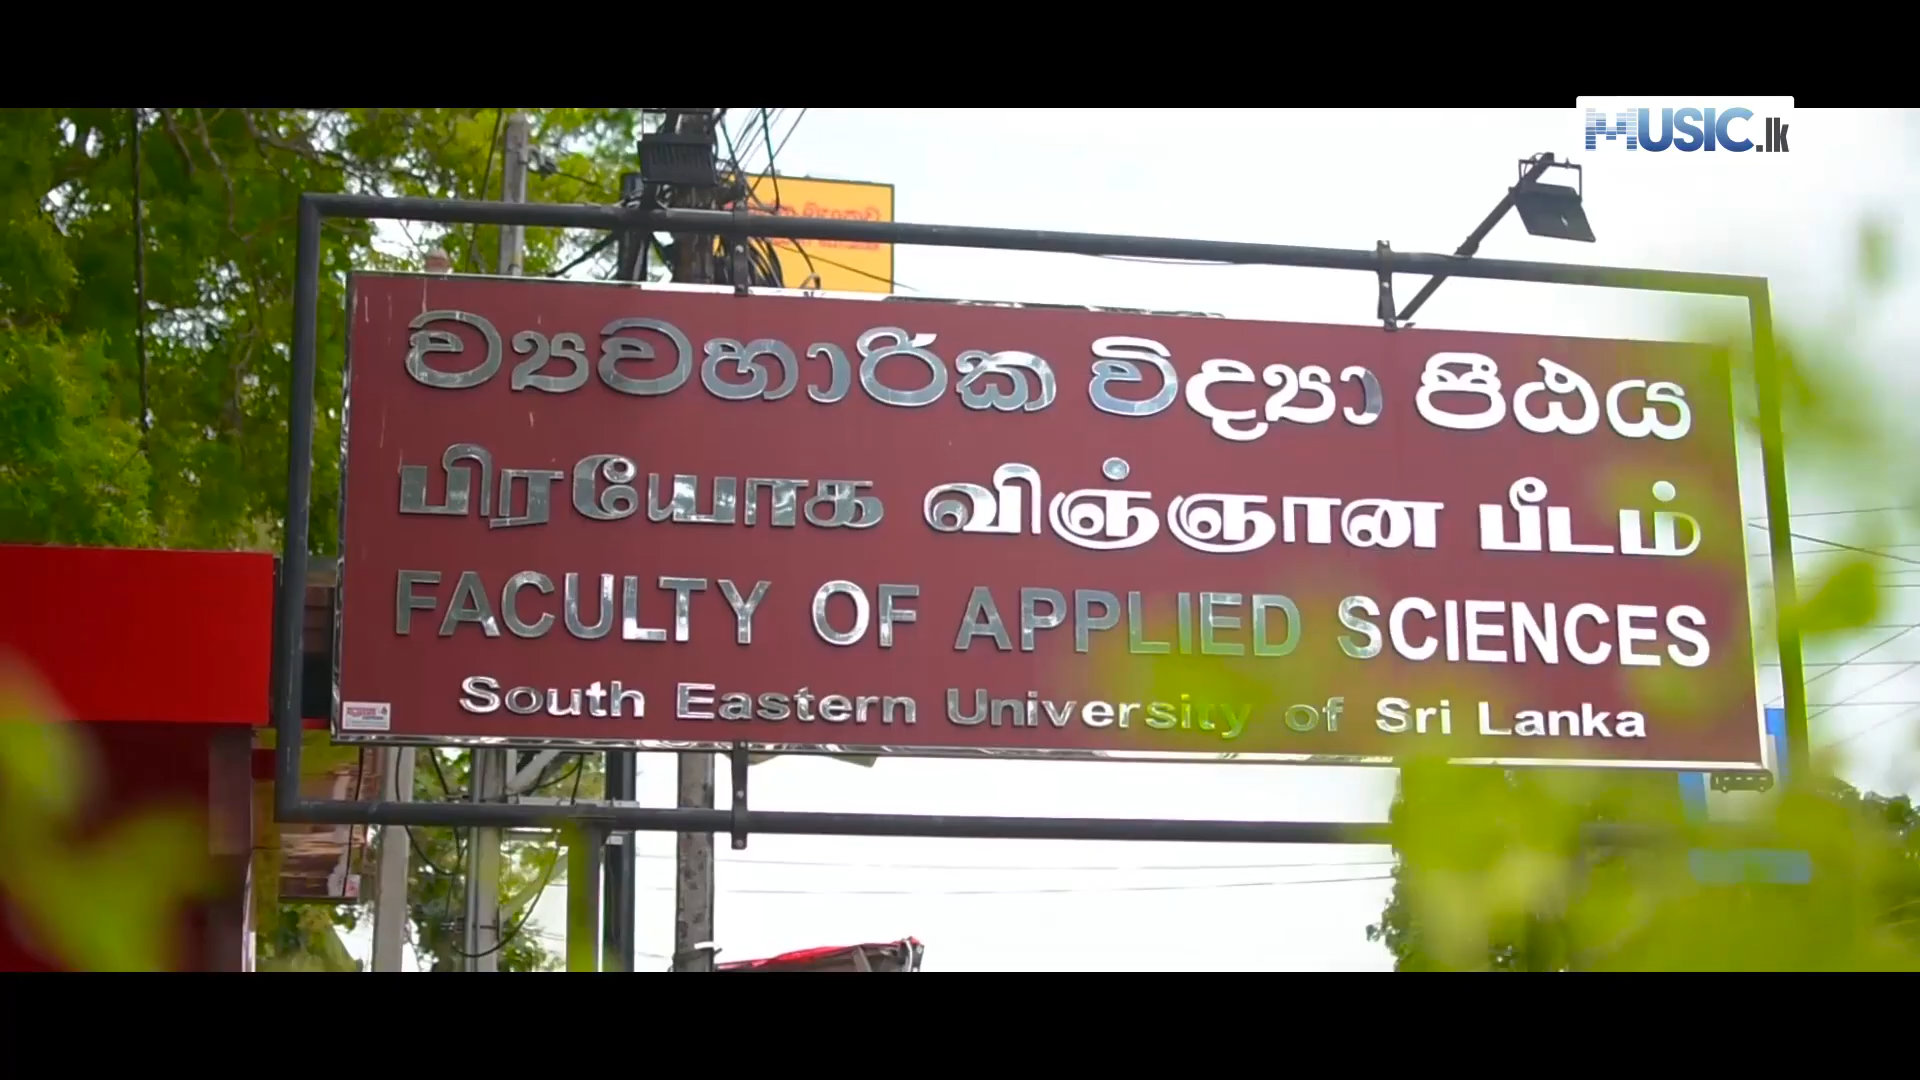 MUSIC.lk
ව්‍යවහාරික විද්‍යා පීඨය
பிரயோக விஞ்ஞான பீடம்
FACULTY OF APPLIED SCIENCES
South Eastern University of Sri Lanka